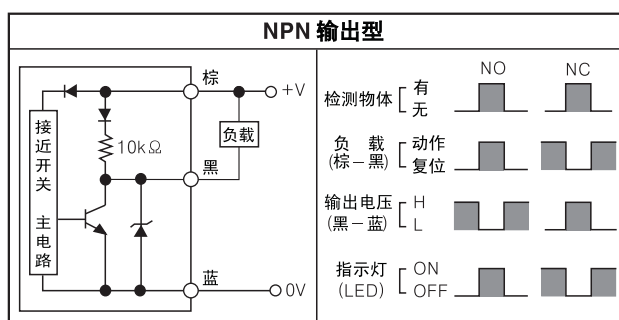 NPN 输出型
棕
+V
接近开关 主电路
10kΩ
负载
黑
蓝
0V
NO NC
检测物体 有
无
负 载 动作
(棕－黑) 复位
输出电压 H
(黑－蓝) L
指示灯 ON
(LED) OFF